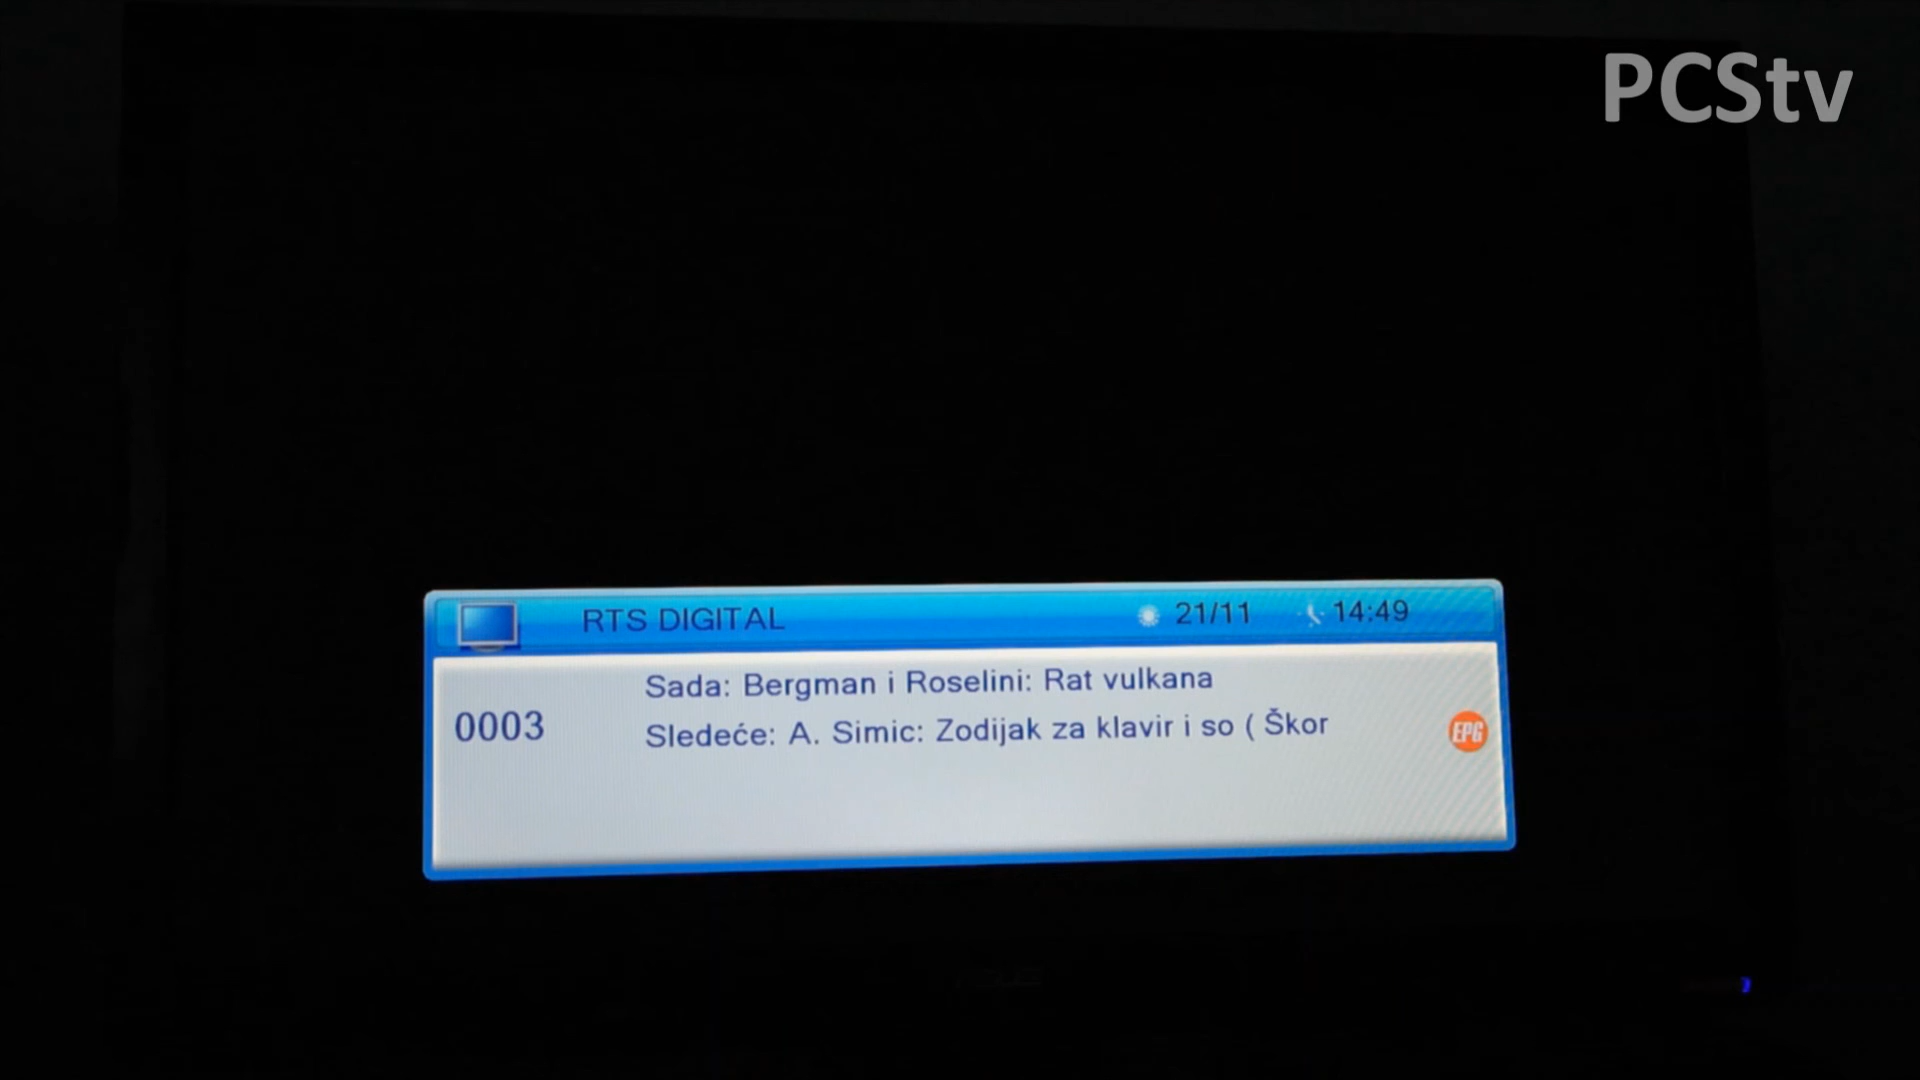 PCStv
RTS DIGITAL 21/11 14:49
Sada: Bergman i Roselini: Rat vulkana
0003
Sledeće: A. Simic: Zodijak za klavir i so ( Škor
EPG